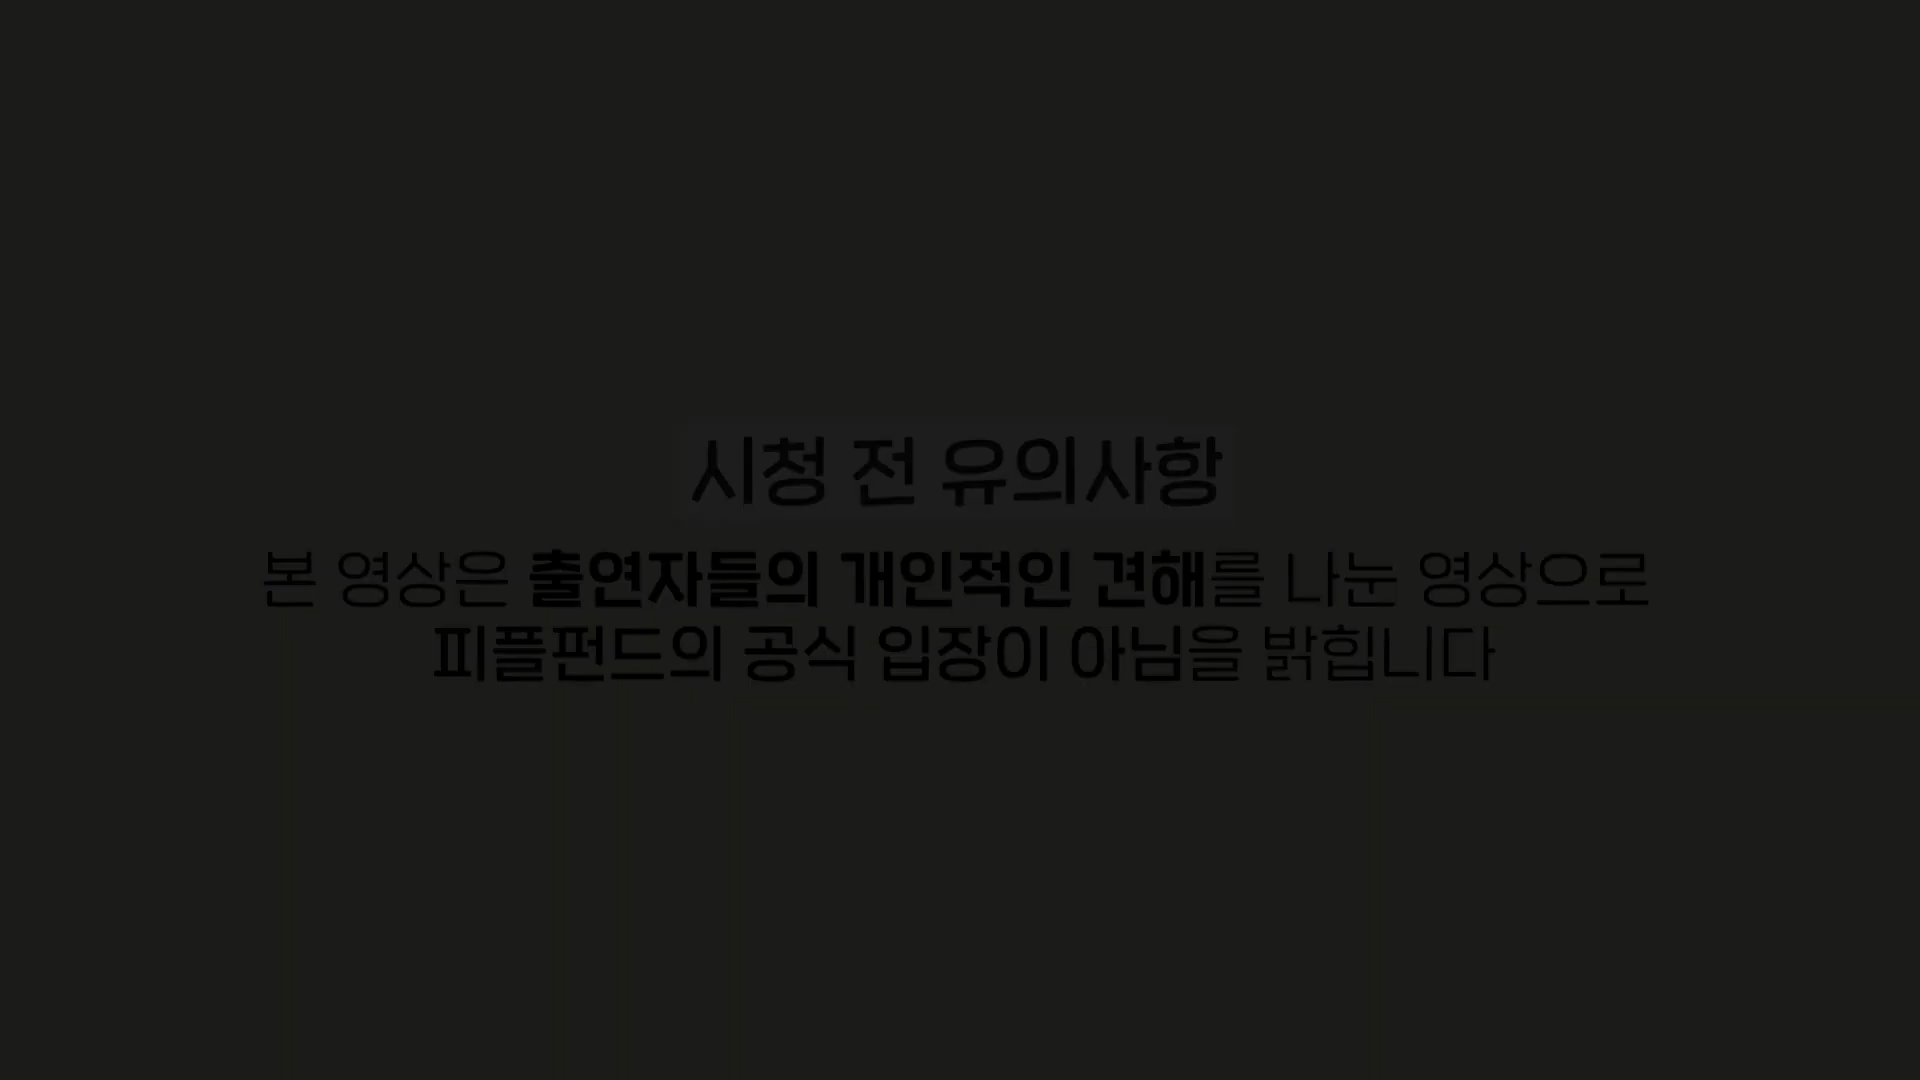 시청 전 유의사항
본 영상은 출연자들의 개인적인 견해를 나눈 영상으로
피플펀드의 공식 입장이 아님을 밝힙니다